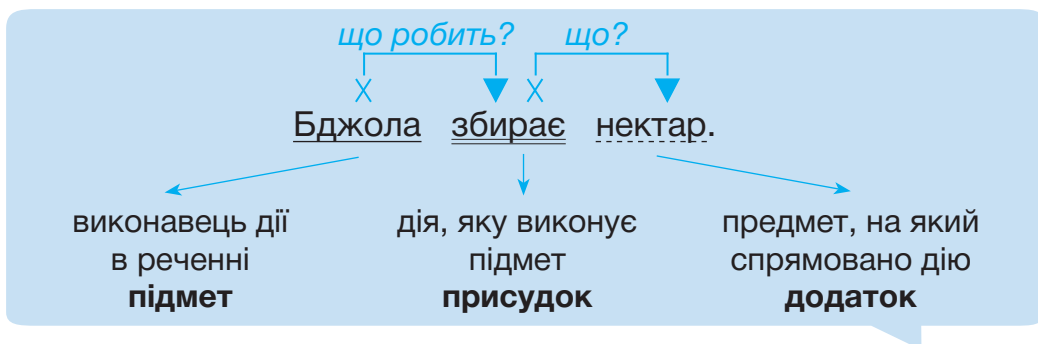 що робить? що?
Бджола збирає нектар.
виконавець дії
в реченні
підмет
дія, яку виконує
підмет
присудок
предмет, на який
спрямовано дію
додаток